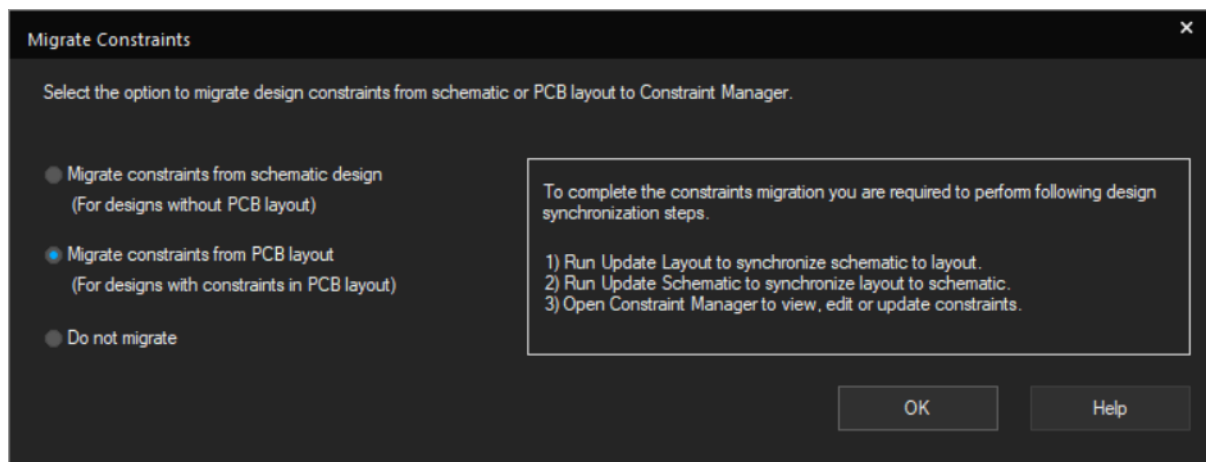 Migrate Constraints
Select the option to migrate design constraints from schematic or PCB layout to Constraint Manager.
Migrate constraints from schematic design
(For designs without PCB layout)
Migrate constraints from PCB layout
(For designs with constraints in PCB layout)
Do not migrate
To complete the constraints migration you are required to perform following design
synchronization steps.
1) Run Update Layout to synchronize schematic to layout.
2) Run Update Schematic to synchronize layout to schematic.
3) Open Constraint Manager to view, edit or update constraints.
OK
Help